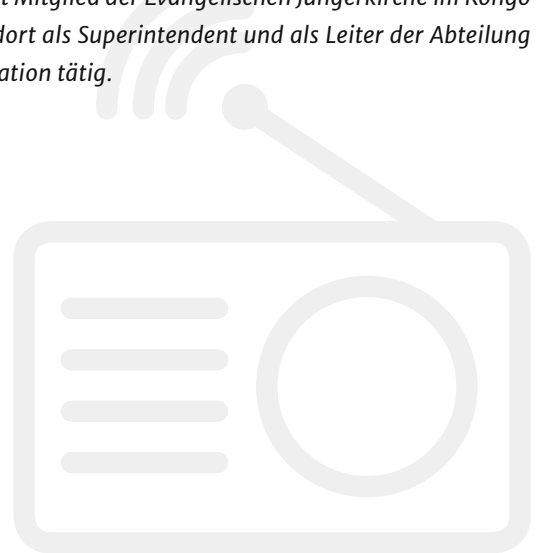 Mitglied der Evangelischen Jüngerkirche im Kongo
dort als Superintendent und als Leiter der Abteilung
ation tätig.